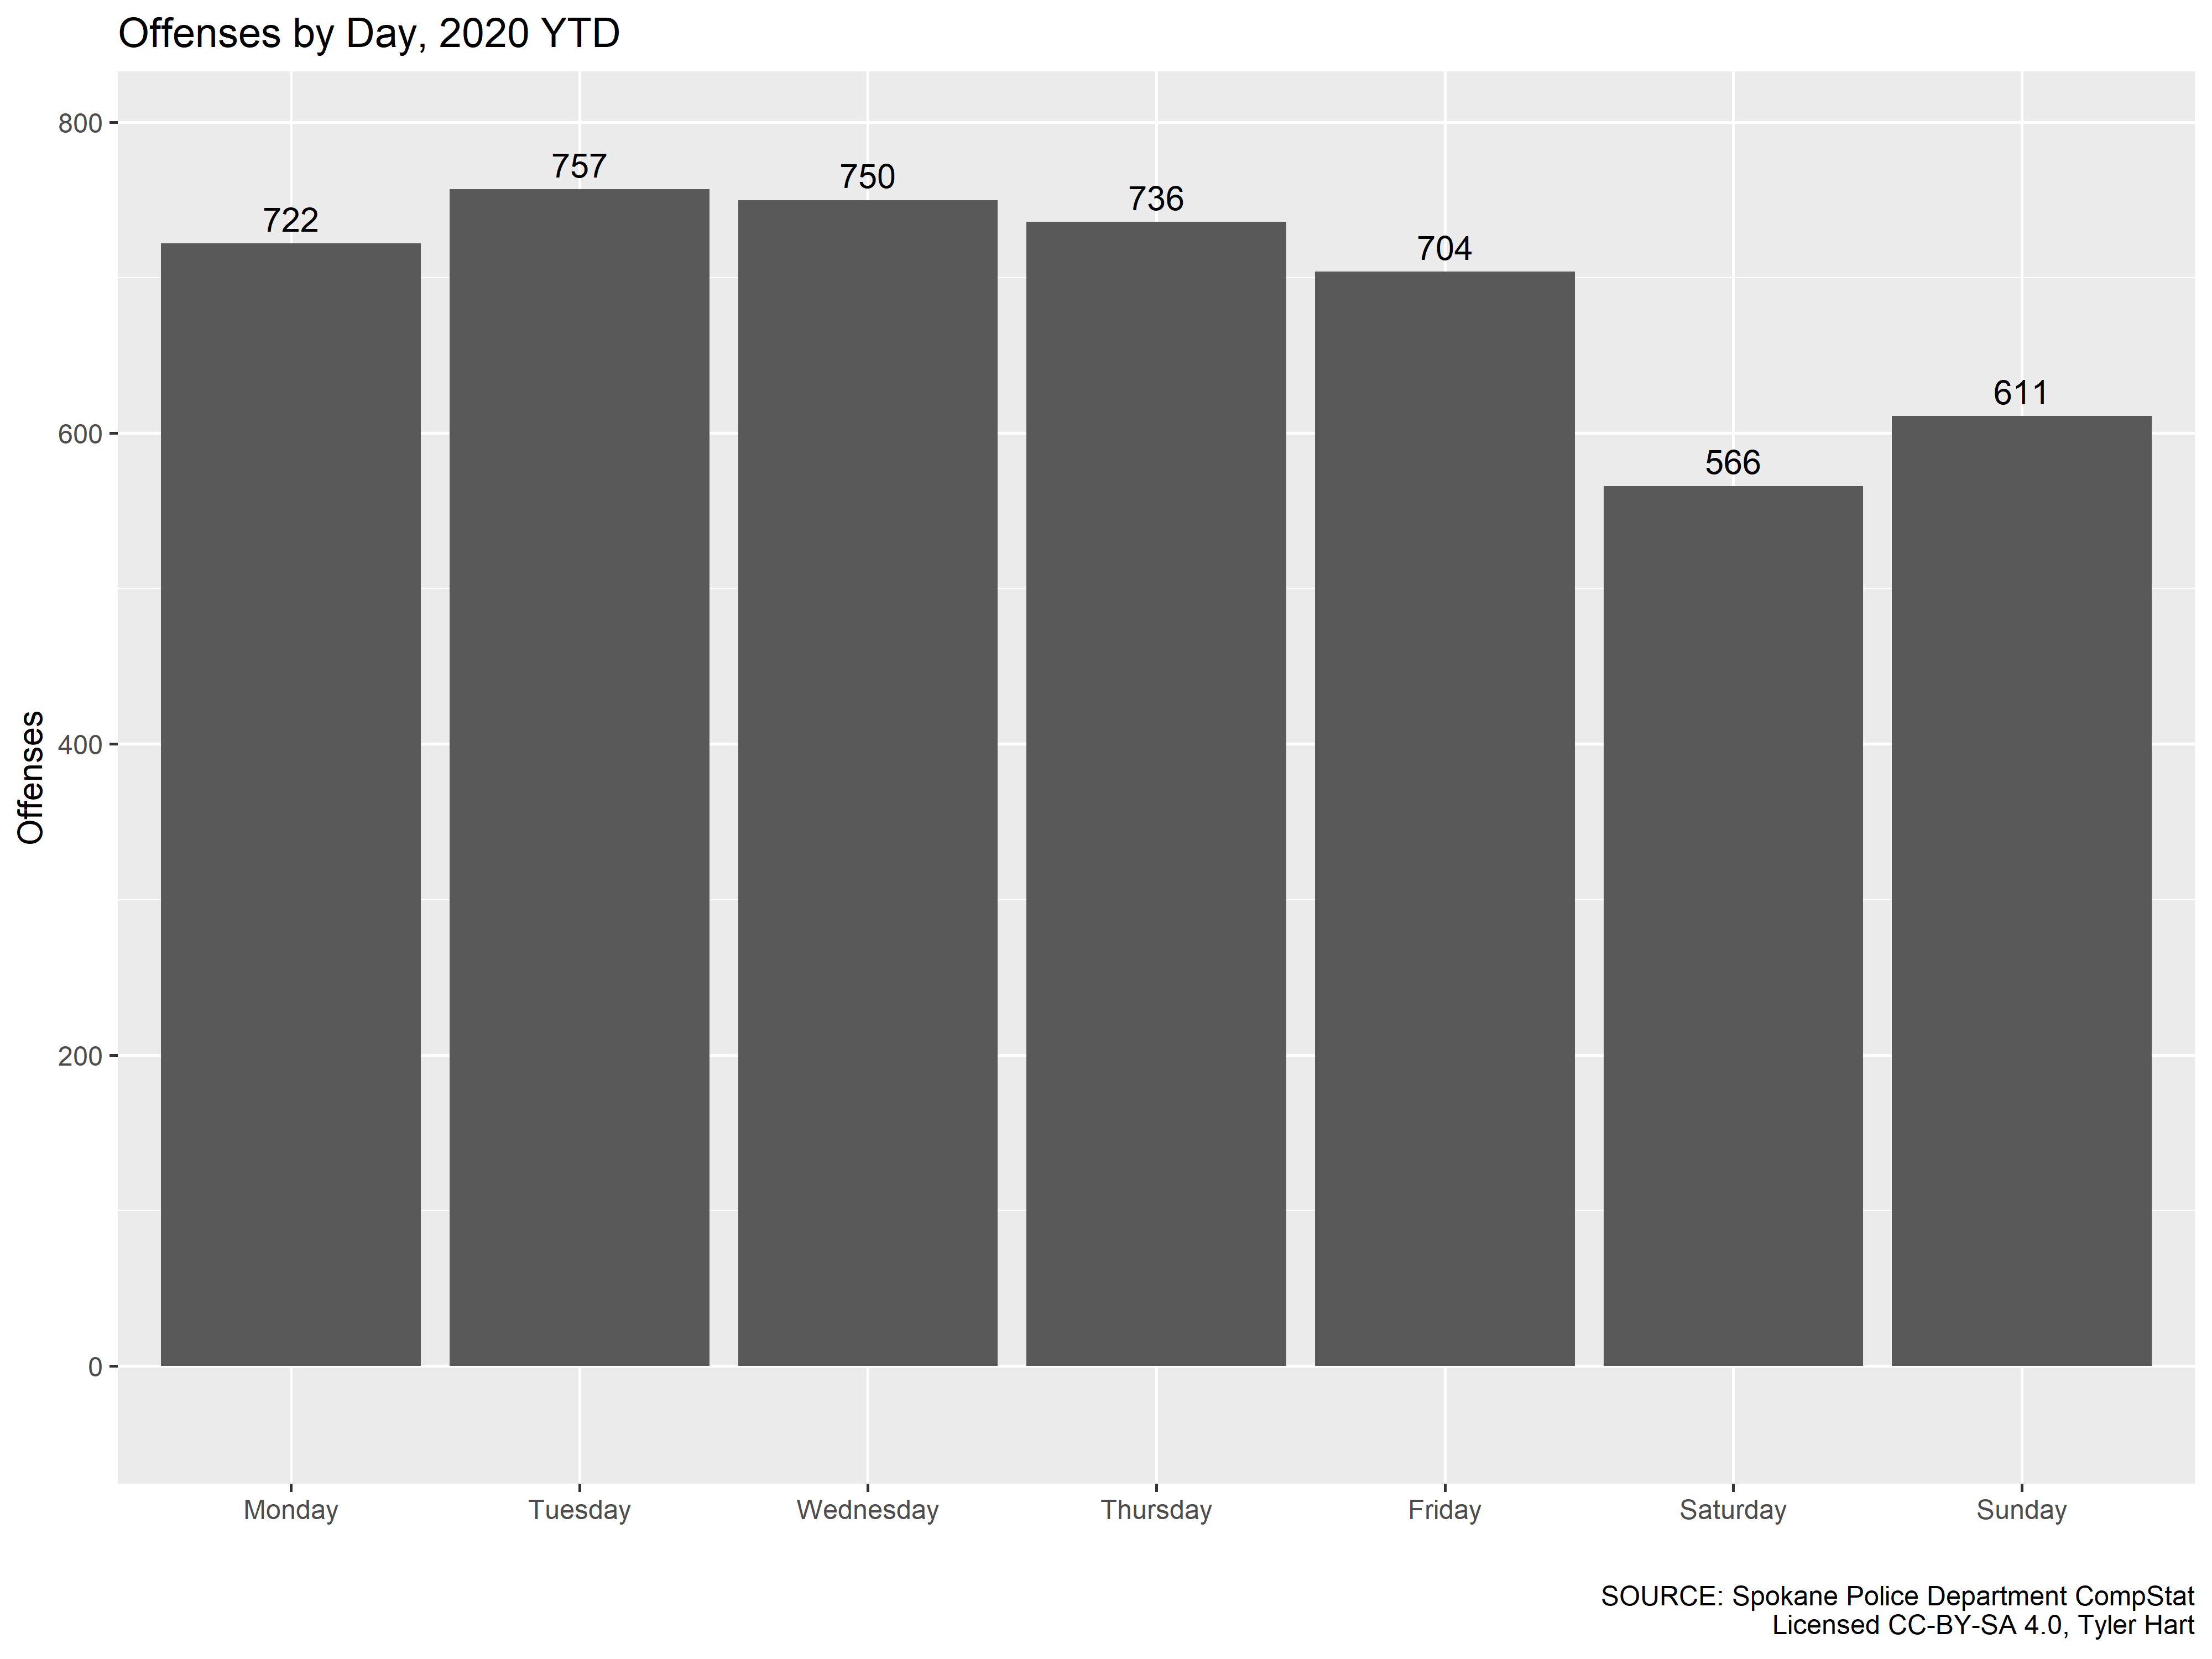 Offenses by Day, 2020 YTD
800
757
750
736
722
704
611
600
566
Offenses
400
200
0
Monday Tuesday Wednesday Thursday Friday Saturday Sunday
SOURCE: Spokane Police Department CompStat
Licensed CC-BY-SA 4.0, Tyler Hart